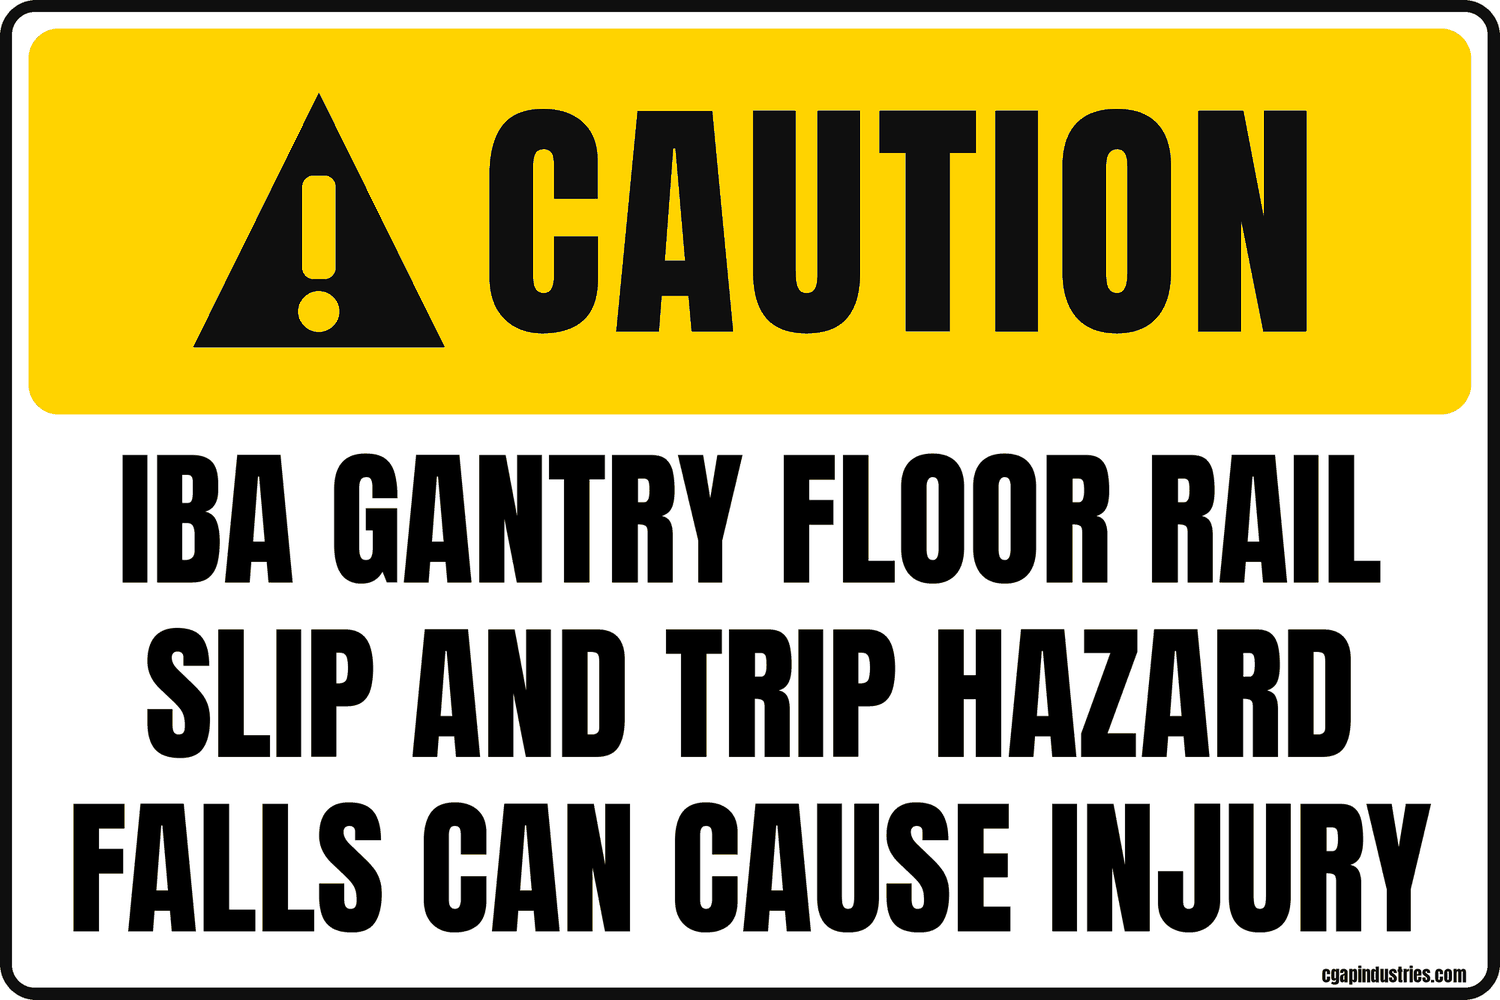 CAUTION
IBA GANTRY FLOOR RAIL
SLIP AND TRIP HAZARD
FALLS CAN CAUSE INJURY
cgapindustries.com